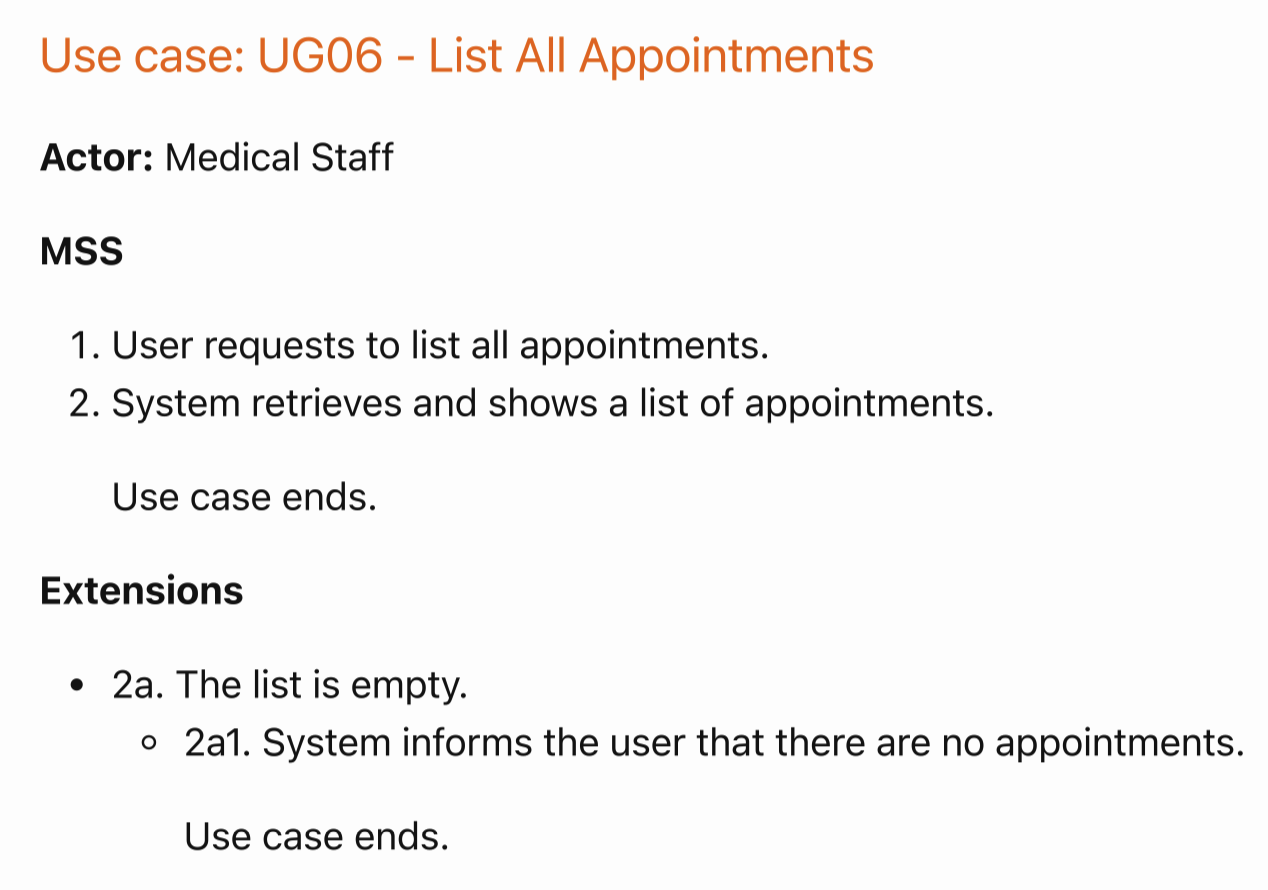 Use case: UG06 - List All Appointments
Actor: Medical Staff
MSS
1. User requests to list all appointments.
2. System retrieves and shows a list of appointments.
Use case ends.
Extensions
• 2a. The list is empty.
◦ 2a1. System informs the user that there are no appointments.
Use case ends.